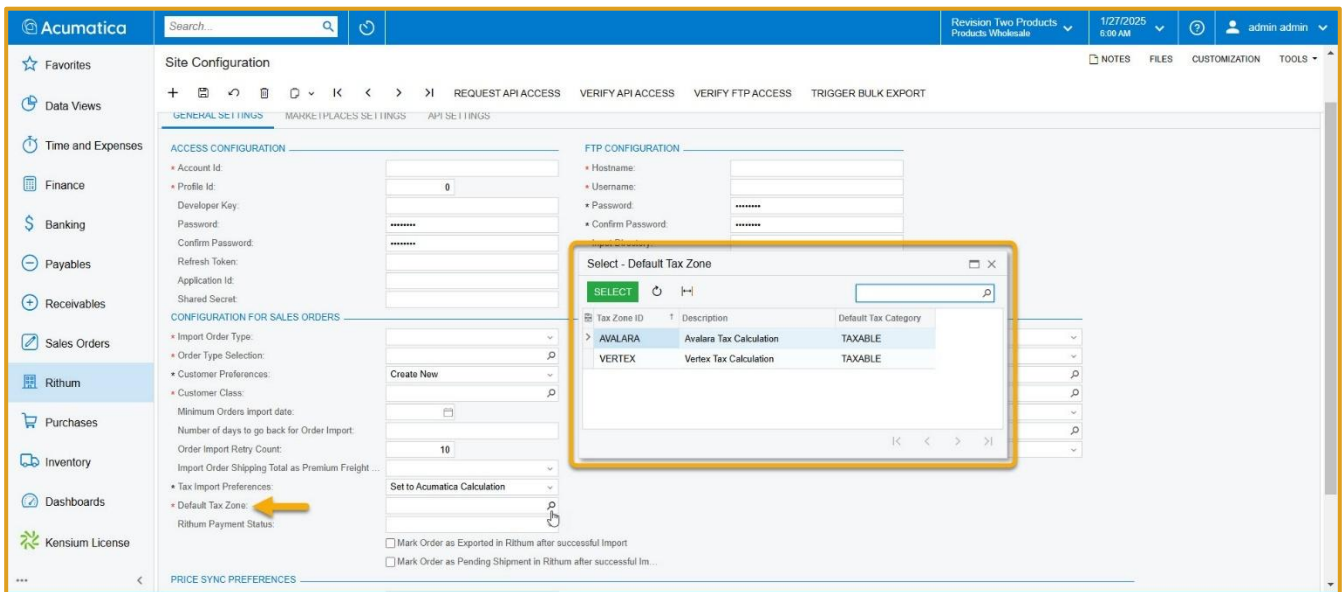 Acumatica
Search...
Revision Two Products
Products Wholesale
1/27/2025
6:00 AM
admin admin
Favorites
Data Views
Time and Expenses
Finance
Banking
Payables
Receivables
Sales Orders
Rithum
Purchases
Inventory
Dashboards
Kensium License
Site Configuration
NOTES FILES CUSTOMIZATION TOOLS
REQUEST API ACCESS VERIFY API ACCESS VERIFY FTP ACCESS TRIGGER BULK EXPORT
GENERAL SETTINGS MARKETPLACES SETTINGS API SETTINGS
ACCESS CONFIGURATION
* Account Id:
* Profile Id: 0
Developer Key:
Password: ••••••••
Confirm Password: ••••••••
Refresh Token:
Application Id:
Shared Secret:
FTP CONFIGURATION
* Hostname:
* Username:
* Password: ••••••••
* Confirm Password: ••••••••
Input Directory:
CONFIGURATION FOR SALES ORDERS
* Import Order Type:
* Order Type Selection:
* Customer Preferences: Create New
* Customer Class:
Minimum Orders import date:
Number of days to go back for Order Import:
Order Import Retry Count: 10
Import Order Shipping Total as Premium Freight ...
* Tax Import Preferences: Set to Acumatica Calculation
* Default Tax Zone:
Rithum Payment Status:
Mark Order as Exported in Rithum after successful Import
Mark Order as Pending Shipment in Rithum after successful Im...
PRICE SYNC PREFERENCES
Select - Default Tax Zone
SELECT
Tax Zone ID Description Default Tax Category
AVALARA Avalara Tax Calculation TAXABLE
VERTEX Vertex Tax Calculation TAXABLE